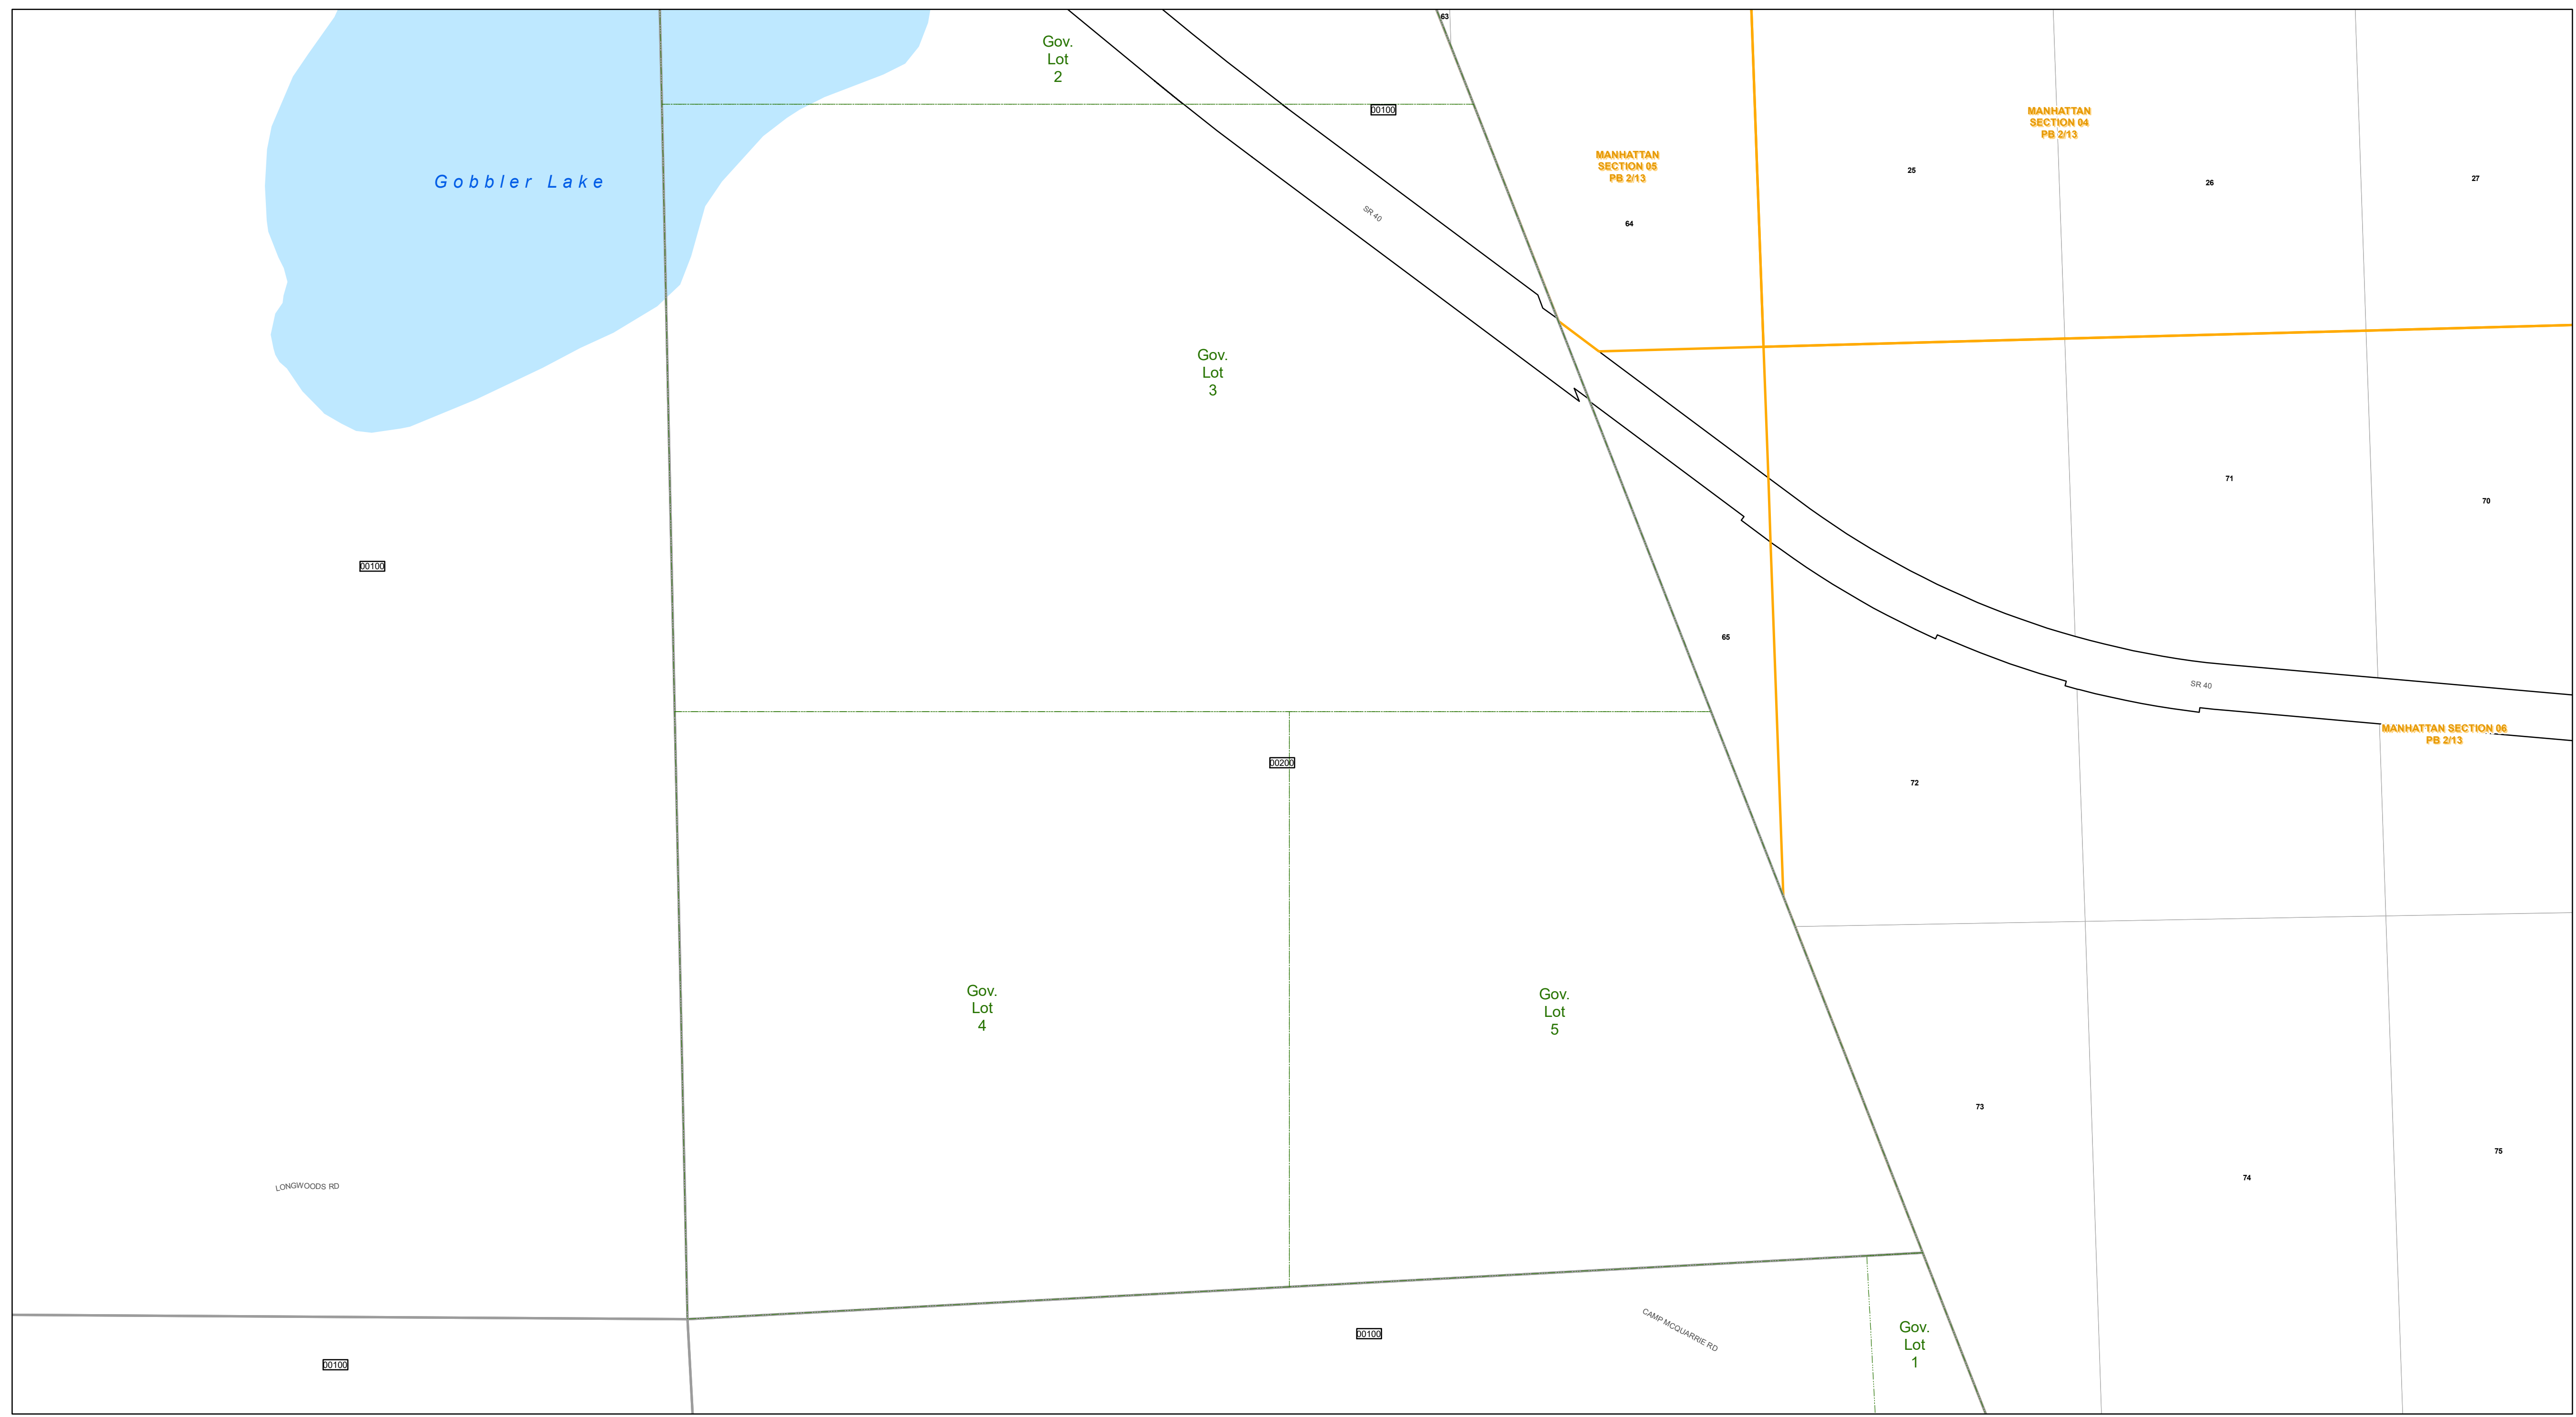 63
Gov.
Lot
2
00100
MANHATTAN
SECTION 04
PB 2/13
MANHATTAN
SECTION 05
PB 2/13
25
26
27
Gobbler Lake
SR 40
64
Gov.
Lot
3
71
70
00100
65
SR 40
MANHATTAN SECTION 06
PB 2/13
00200
72
Gov.
Lot
4
Gov.
Lot
5
73
75
74
LONGWOODS RD
CAMP MCQUARRIE RD
00100
Gov.
Lot
1
00100